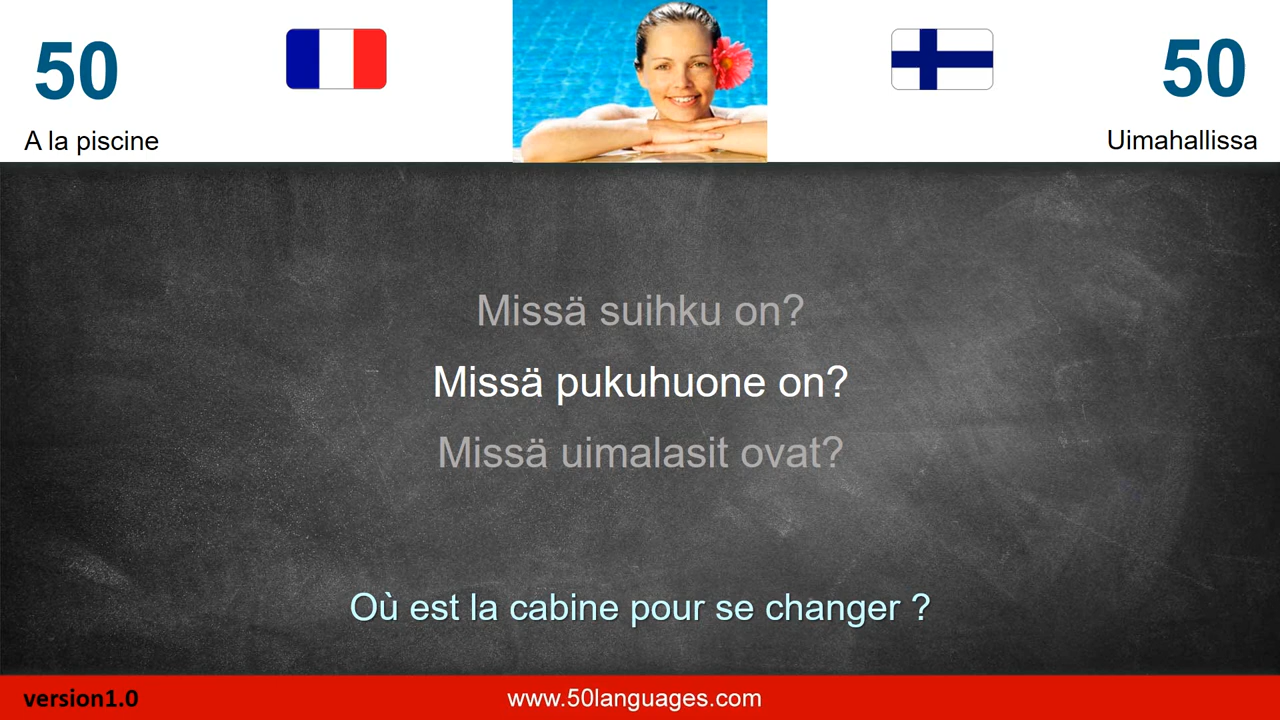 50
50
A la piscine
Uimahallissa
Missä suihku on?
Missä pukuhuone on?
Missä uimalasit ovat?
Où est la cabine pour se changer ?
version1.0
www.50languages.com